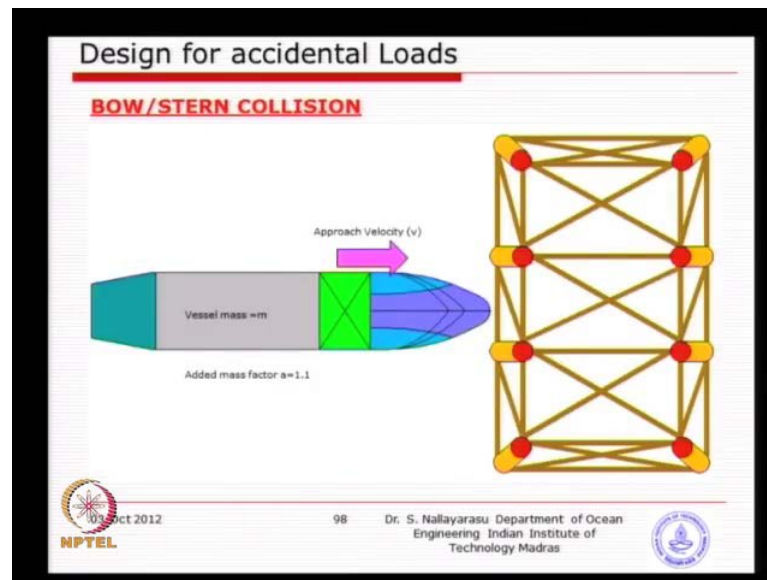 Design for accidental Loads
BOW/STERN COLLISION
Approach Velocity (v)
Vessel mass =m
Added mass factor a=1.1
03 Oct 2012
98
Dr. S. Nallayarasu Department of Ocean
Engineering Indian Institute of
Technology Madras
NPTEL